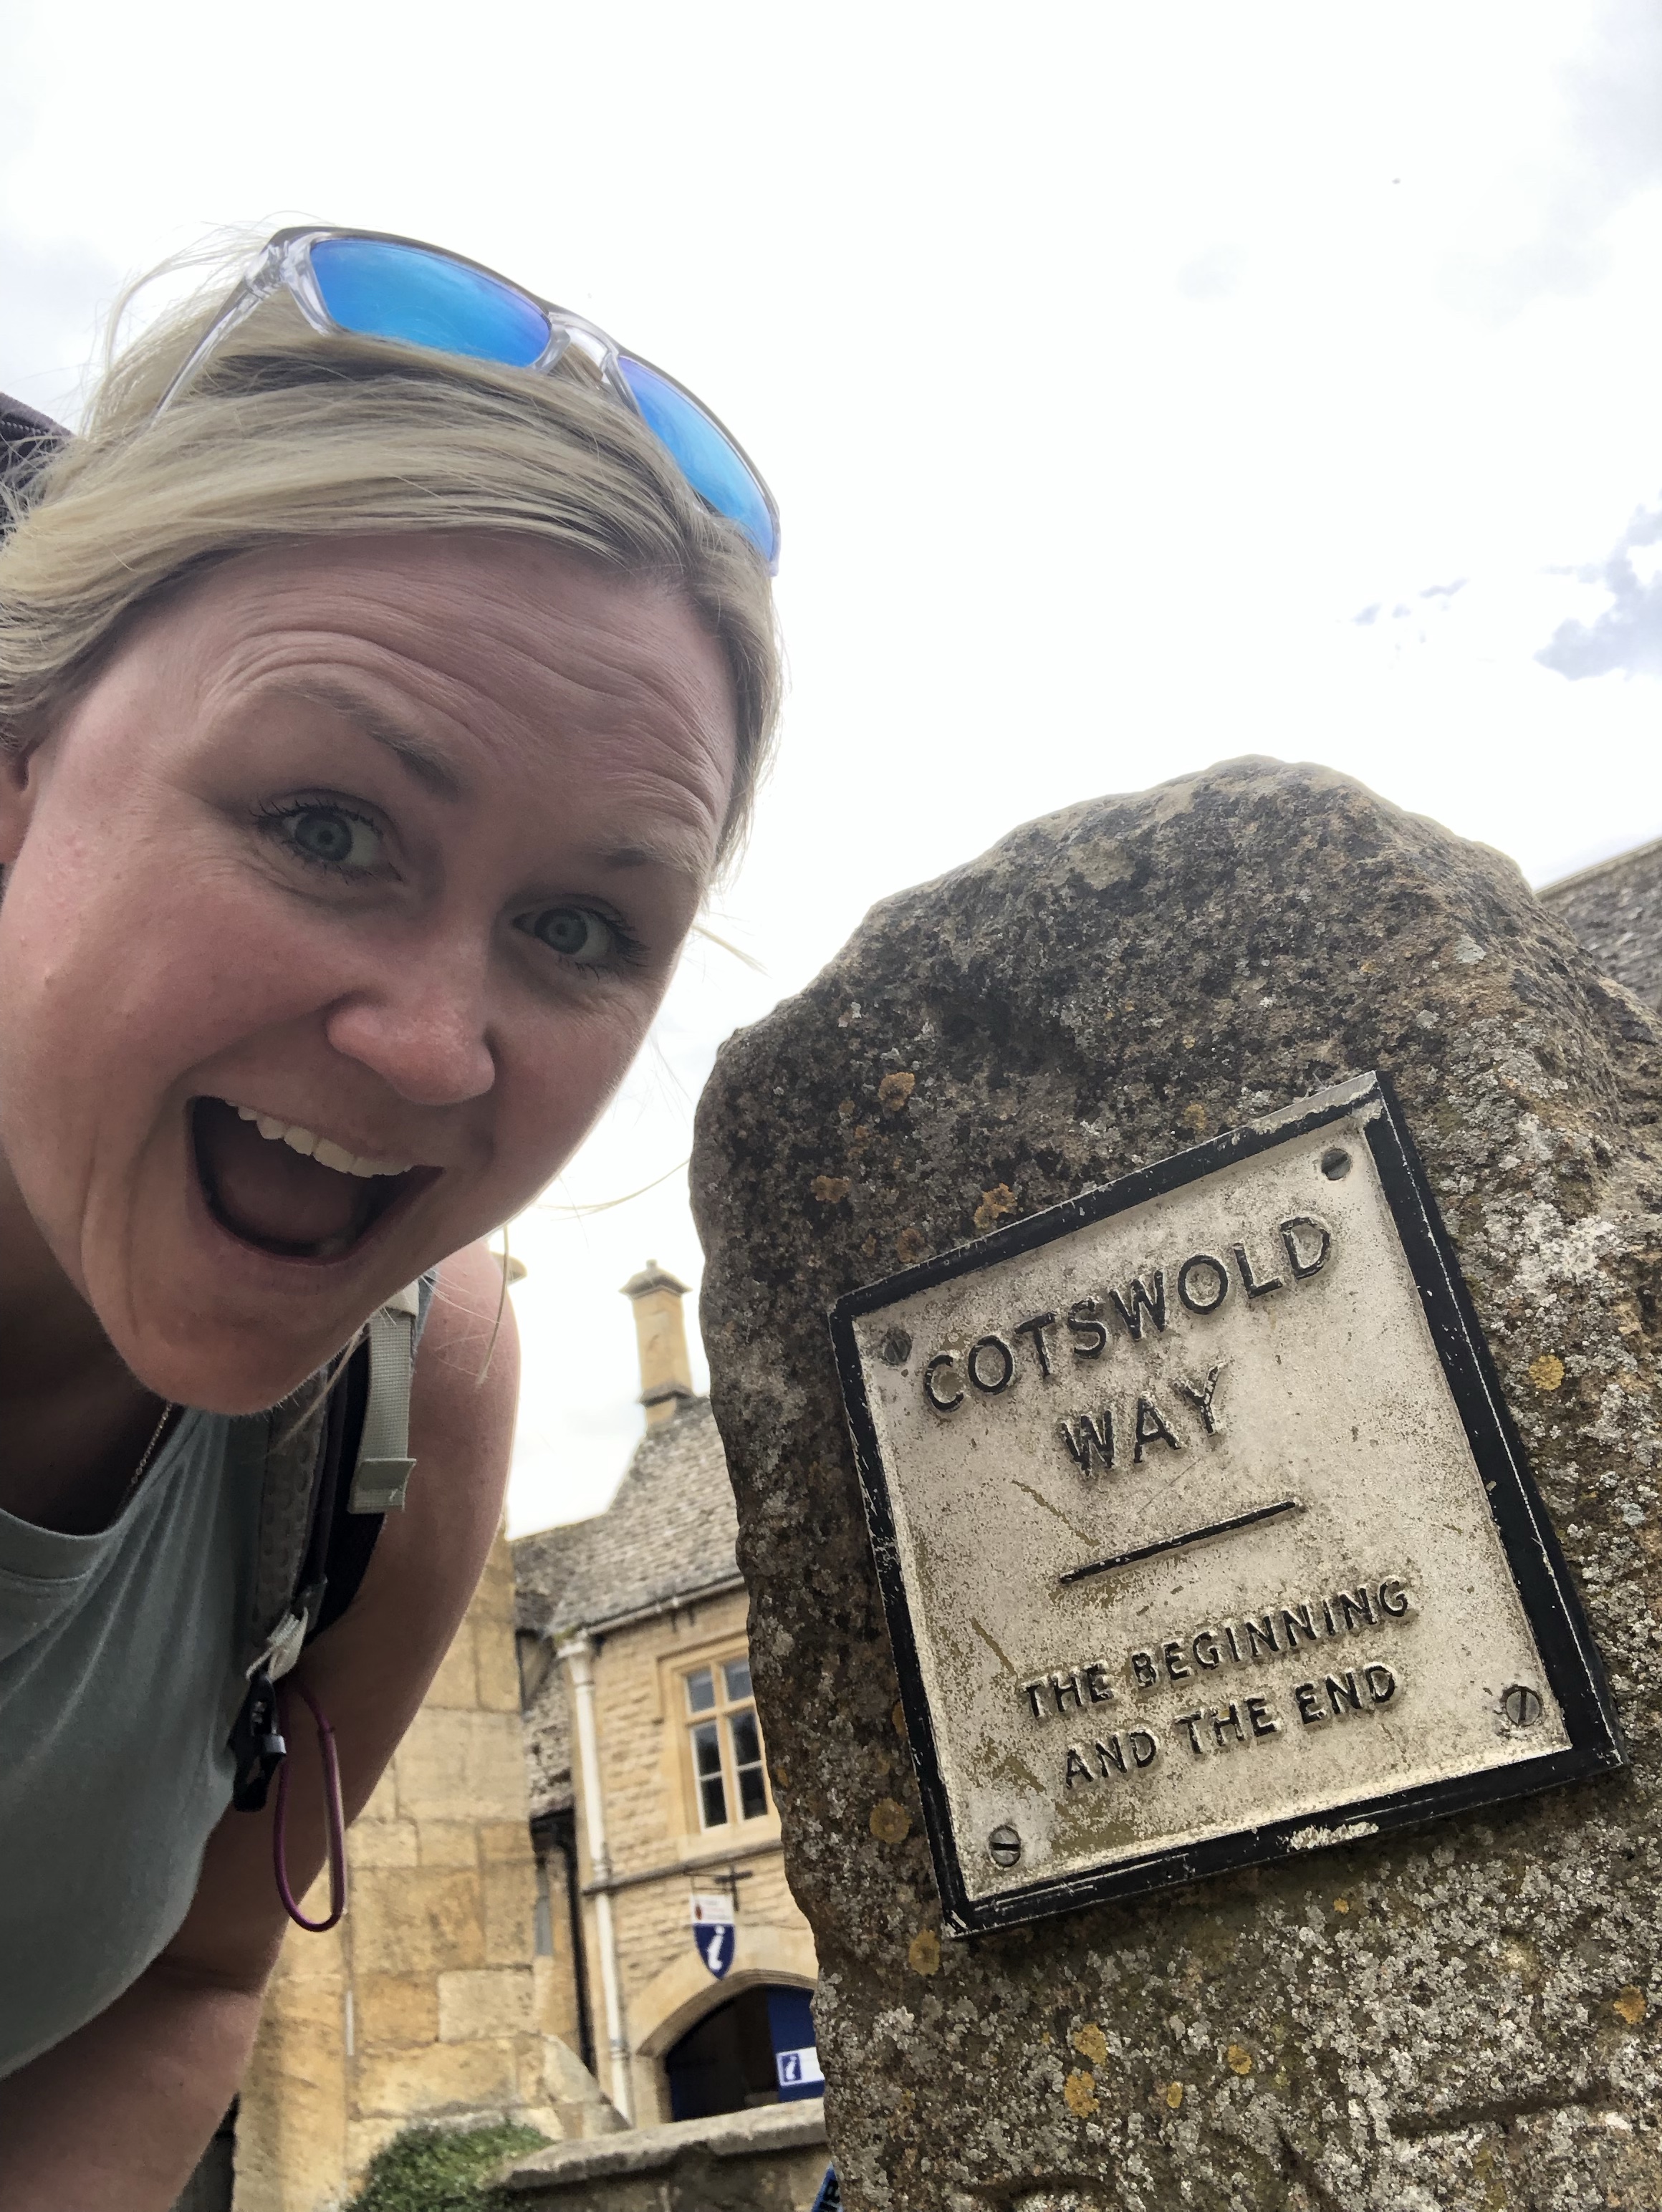 COTSWOLD
WAY
THE BEGINNING
AND THE END
i
i